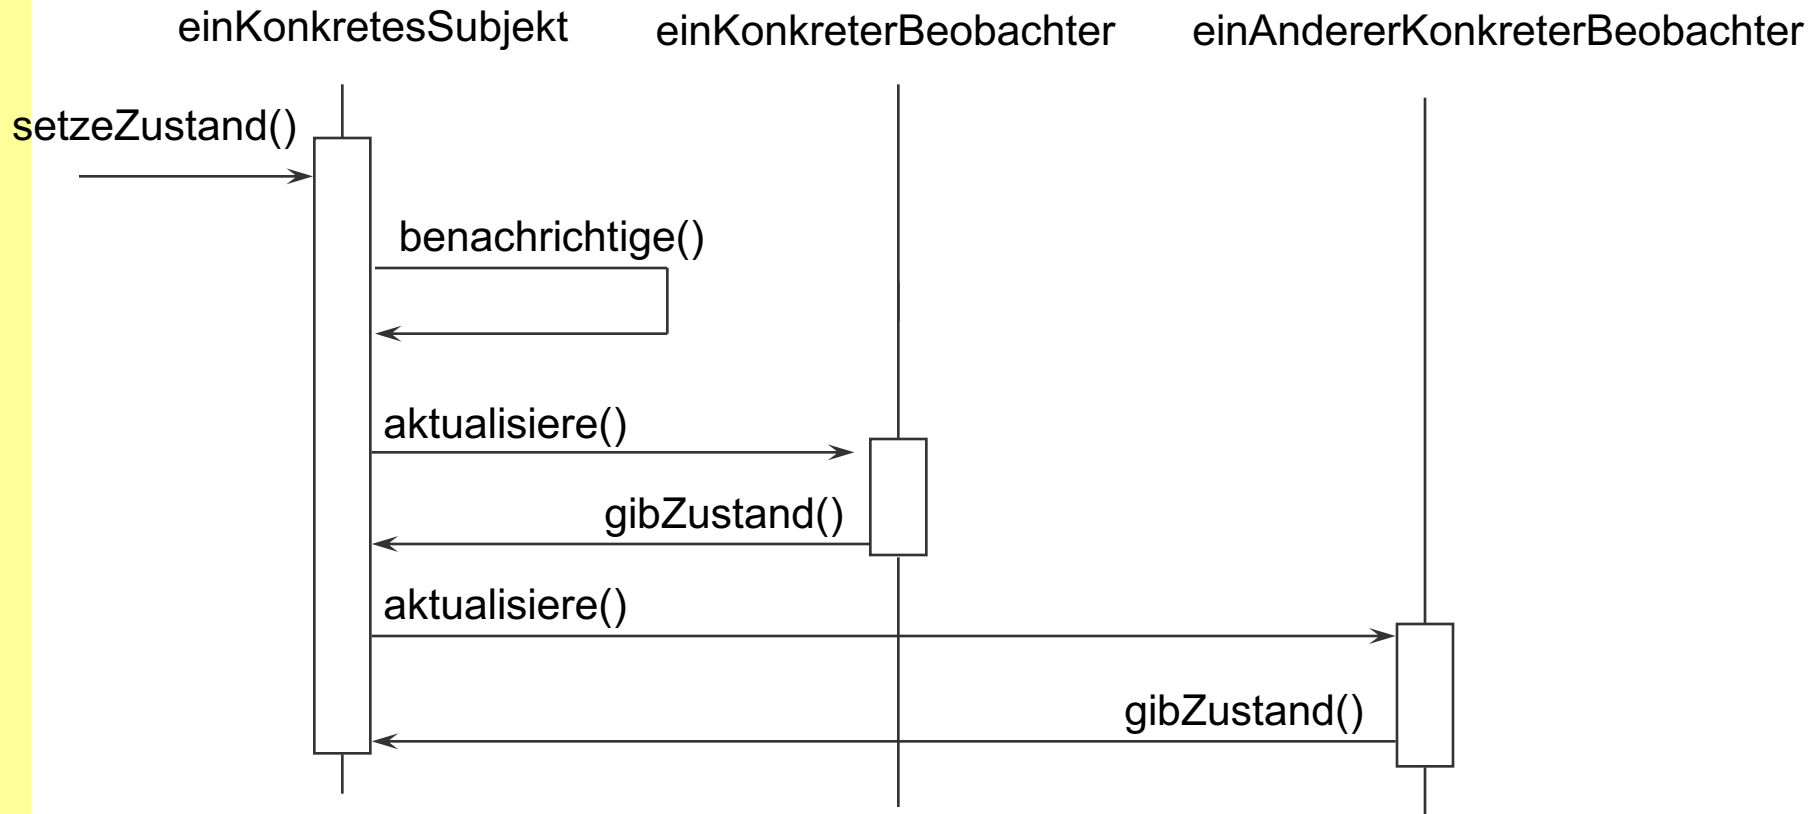 einKonkretesSubjekt einKonkreterBeobachter einAndererKonkreterBeobachter
setzeZustand()
benachrichtige()
aktualisiere()
gibZustand()
aktualisiere()
gibZustand()